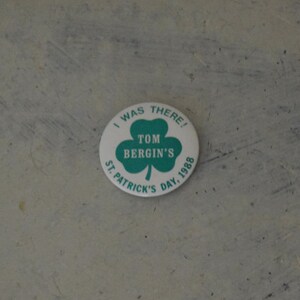 I WAS THERE!
TOM
BERGIN'S
ST. PATRICK'S DAY, 1988